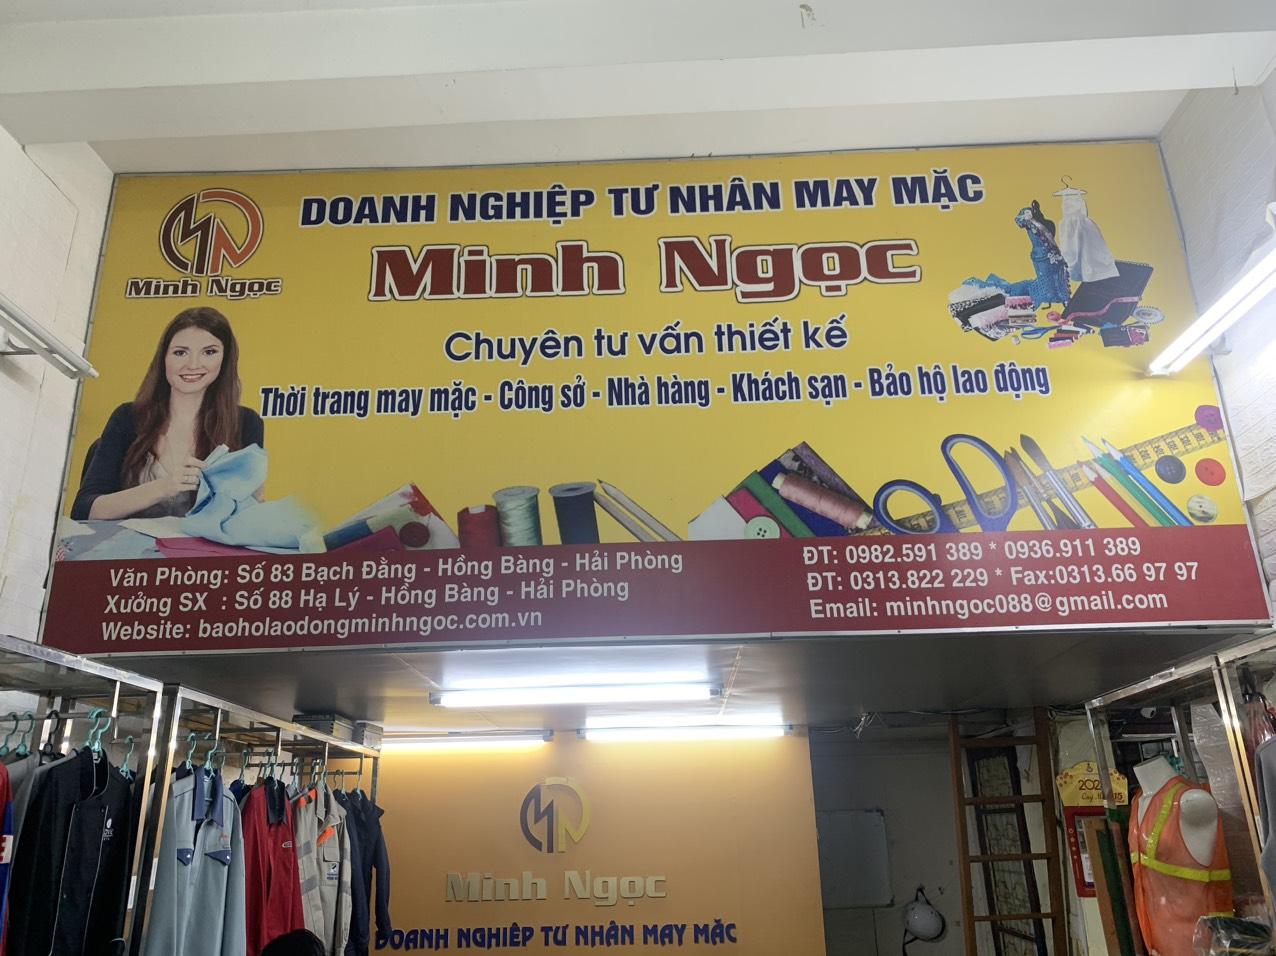 DOANH NGHIỆP TƯ NHÂN MAY MẶC
Minh Ngọc
Minh Ngọc
Chuyên tư vấn thiết kế
Thời trang may mặc - Công sở - Nhà hàng - Khách sạn - Bảo hộ lao động
Văn Phòng: Số 83 Bạch Đằng - Hồng Bàng - Hải Phòng
Xưởng SX : Số 88 Hạ Lý - Hồng Bàng - Hải Phòng
Website: baoholaodongminhngoc.com.vn
ĐT: 0982.591 389 * 0936.911 389
ĐT: 0313.822 229 * Fax:0313.66 97 97
Email: minhngoc088@gmail.com
Minh Ngọc
DOANH NGHIỆP TƯ NHÂN MAY MẶC